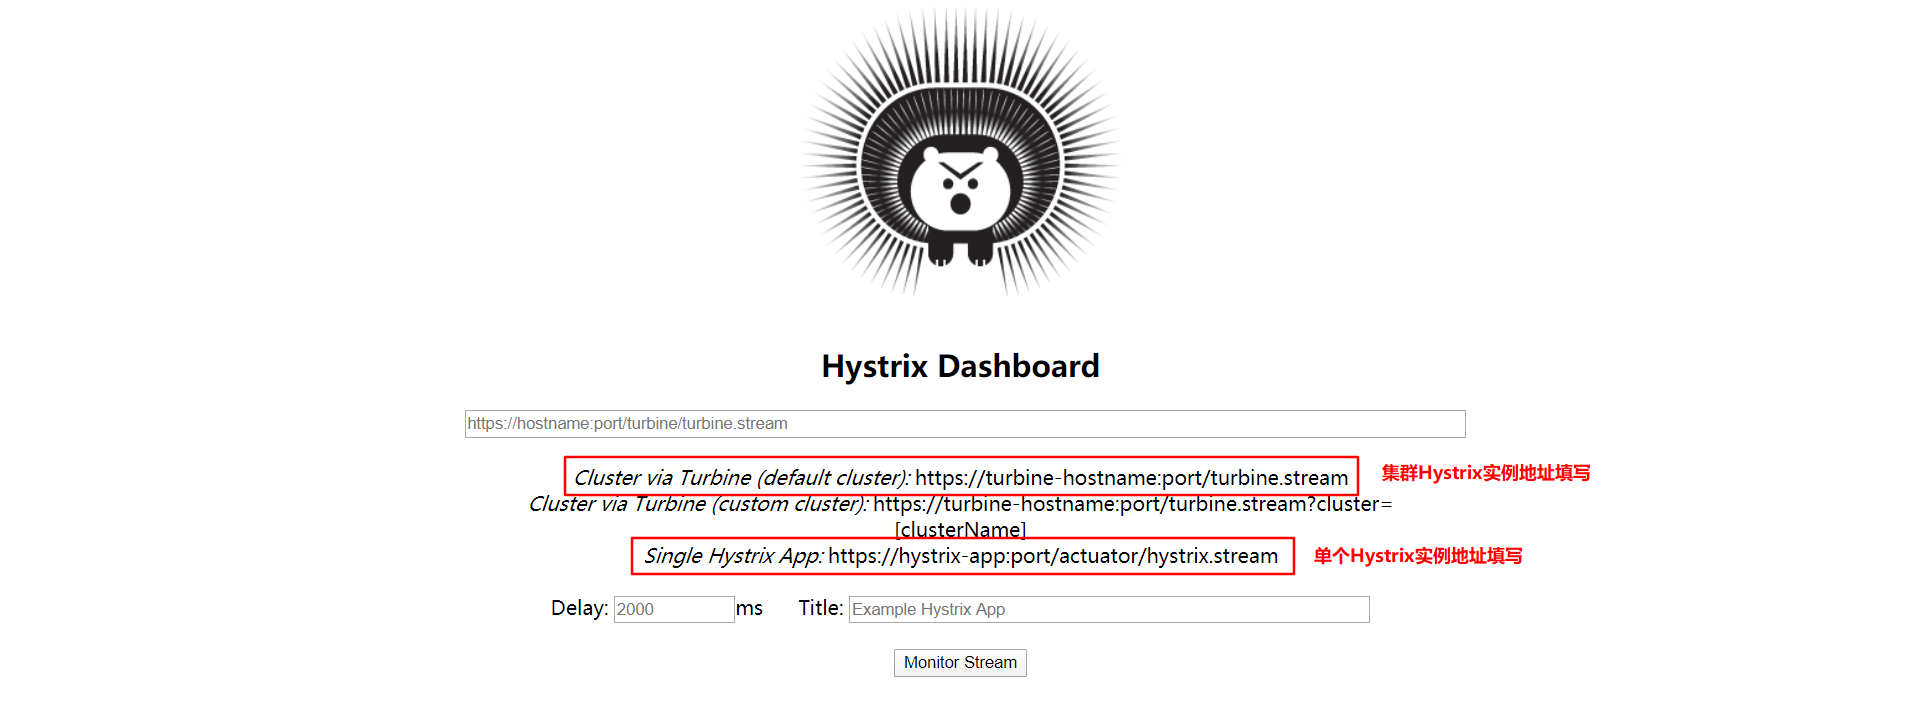 Hystrix Dashboard
https://hostname:port/turbine/turbine.stream
Cluster via Turbine (default cluster): https://turbine-hostname:port/turbine.stream 集群Hystrix实例地址填写
Cluster via Turbine (custom cluster): https://turbine-hostname:port/turbine.stream?cluster=
[clusterName]
Single Hystrix App: https://hystrix-app:port/actuator/hystrix.stream 单个Hystrix实例地址填写
Delay: 2000 ms Title: Example Hystrix App
Monitor Stream